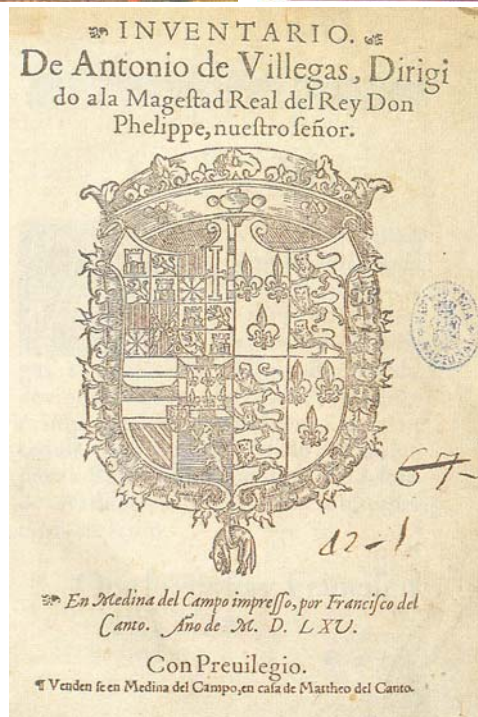 INVENTARIO.
De Antonio de Villegas, Dirigi
do ala Mageſtad Real del Rey Don
Phelippe, nueſtro ſeñor.
67-
12-1
En Medina del Campo impreſſo, por Franciſco del
Canto. Año de M. D. LXV.
Con Preuilegio.
¶ Venden ſe en Medina del Campo, en caſa de Mattheo del Canto.